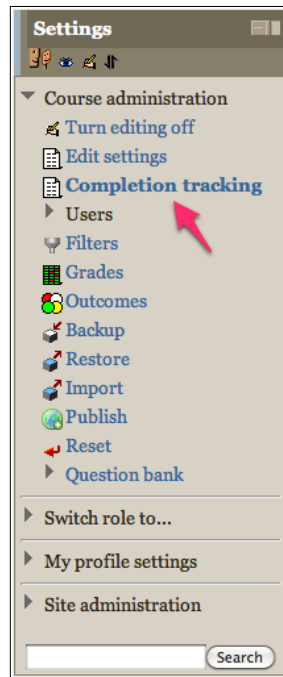 Settings
Course administration
Turn editing off
Edit settings
Completion tracking
Users
Filters
Grades
Outcomes
Backup
Restore
Import
Publish
Reset
Question bank
Switch role to...
My profile settings
Site administration
Search